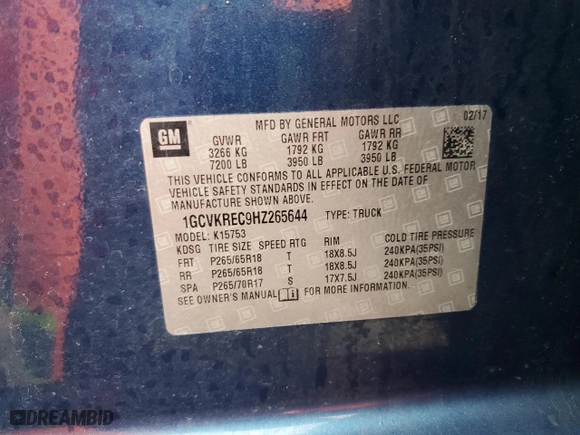 MFD BY GENERAL MOTORS LLC 02/17
GM GVWR GAWR FRT GAWR RR
3266 KG 1792 KG 1792 KG
7200 LB 3950 LB 3950 LB
THIS VEHICLE CONFORMS TO ALL APPLICABLE U.S. FEDERAL MOTOR
VEHICLE SAFETY STANDARDS IN EFFECT ON THE DATE OF
MANUFACTURE SHOWN ABOVE.
1GCVKREC9HZ265644 TYPE: TRUCK
MODEL: K15753
KDSG TIRE SIZE SPEED RTG RIM COLD TIRE PRESSURE
FRT P265/65R18 T 18X8.5J 240KPA(35PSI)
RR P265/65R18 T 18X8.5J 240KPA(35PSI)
SPA P265/70R17 S 17X7.5J 240KPA(35PSI)
SEE OWNER'S MANUAL FOR MORE INFORMATION.
DREAMBID